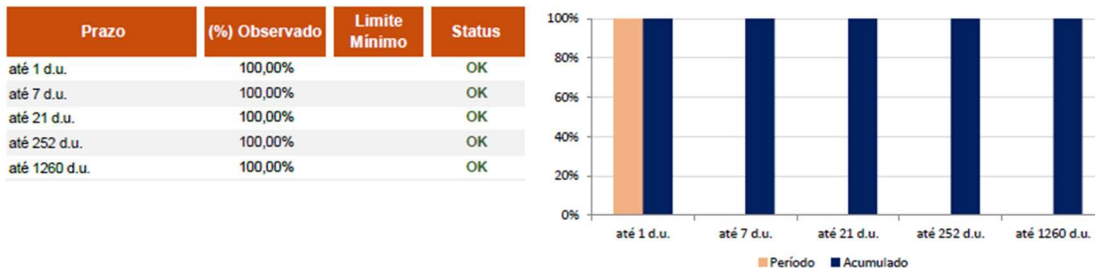 Prazo (%) Observado Limite Mínimo Status
até 1 d.u. 100,00% OK
até 7 d.u. 100,00% OK
até 21 d.u. 100,00% OK
até 252 d.u. 100,00% OK
até 1260 d.u. 100,00% OK
100%
80%
60%
40%
20%
0%
até 1 d.u. até 7 d.u. até 21 d.u. até 252 d.u. até 1260 d.u.
Período Acumulado